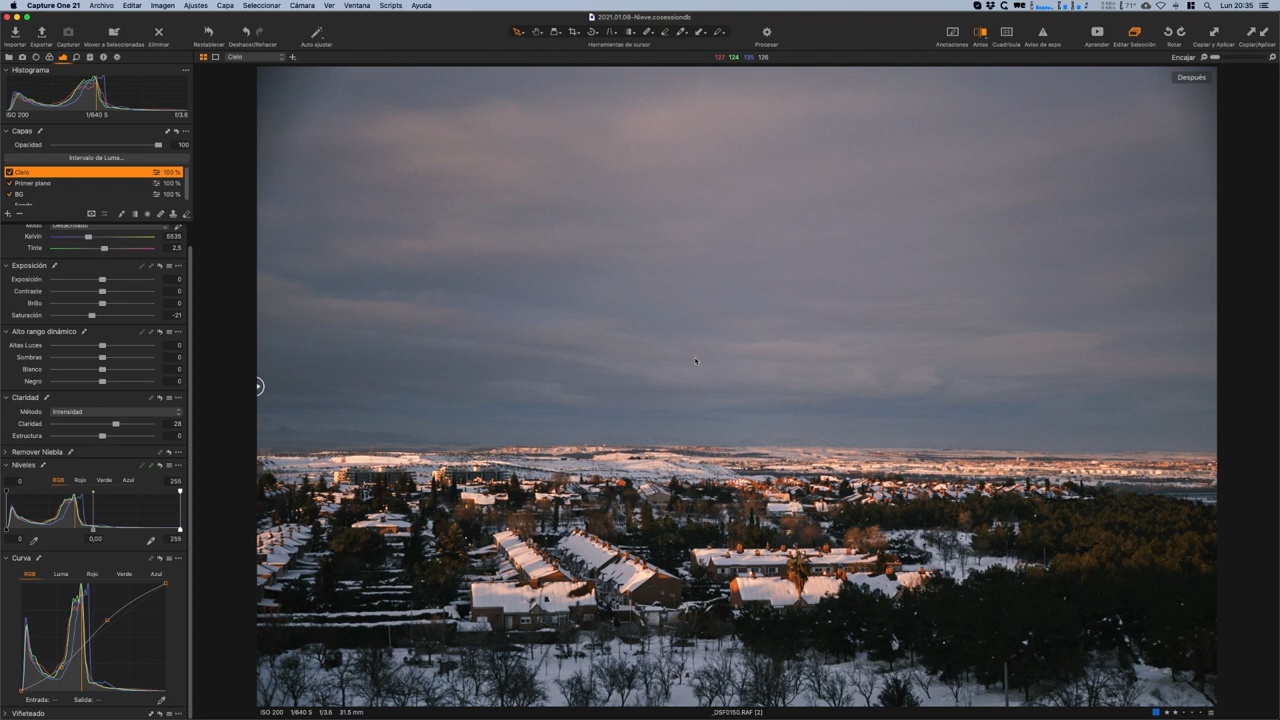 Capture One 21 Archivo Editar Imagen Ajustes Capa Seleccionar Cámara Ver Ventana Scripts Ayuda
71° Lun 20:35
2021.01.08-Nieve.cosessiondb
Importar Exportar Capturar Mover a Seleccionadas Eliminar Restablecer Deshacer/Rehacer Auto ajustar Herramientas de cursor Procesar Anotaciones Antes Cuadrícula Aviso de expo Aprender Editar Selección Rotar Copiar y Aplicar Copiar/Aplicar
Cielo 127 124 135 126 Encajar
Histograma
ISO 200 1/640 S f/3.6
Después
Capas
Opacidad 100
Intervalo de Luma...
Cielo 100 %
Primer plano 100 %
BG 100 %
Modo Desactivado
Kelvin 5535
Tinte 2,5
Exposición
Exposición 0
Contraste 0
Brillo 0
Saturación -21
Alto rango dinámico
Altas Luces 0
Sombras 0
Blanco 0
Negro 0
Claridad
Método Intensidad
Claridad 28
Estructura 0
Remover Niebla
Niveles
0 RGB Rojo Verde Azul 255
0 0,00 255
Curva
RGB Luma Rojo Verde Azul
Entrada: -- Salida: --
Viñeteado
ISO 200 1/640 S f/3.6 31.5 mm _DSF0150.RAF [2]